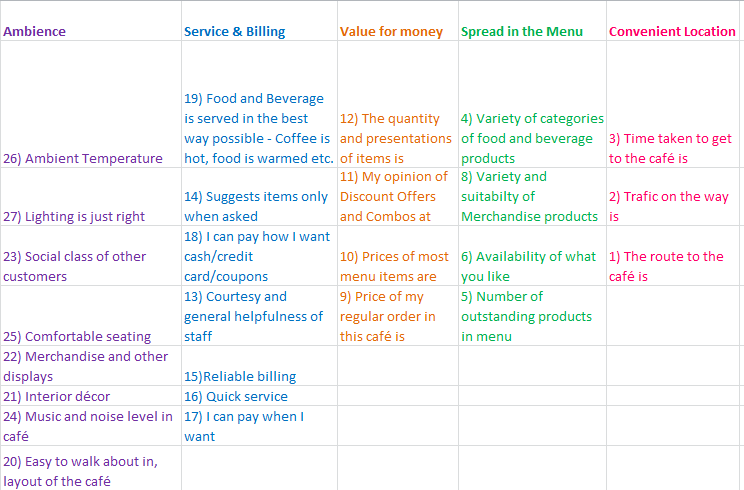 Ambience
Service & Billing
Value for money
Spread in the Menu
Convenient Location
26) Ambient Temperature
19) Food and Beverage
is served in the best
way possible - Coffee is
hot, food is warmed etc.
12) The quantity
and presentations
of items is
4) Variety of categories
of food and beverage
products
3) Time taken to get
to the café is
27) Lighting is just right
14) Suggests items only
when asked
11) My opinion of
Discount Offers
and Combos at
8) Variety and
suitabilty of
Merchandise products
2) Trafic on the way
is
23) Social class of other
customers
18) I can pay how I want
cash/credit
card/coupons
10) Prices of most
menu items are
6) Availability of what
you like
1) The route to the
café is
25) Comfortable seating
13) Courtesy and
general helpfulness of
staff
9) Price of my
regular order in
this café is
5) Number of
outstanding products
in menu
22) Merchandise and other
displays
15)Reliable billing
21) Interior décor
16) Quick service
24) Music and noise level in
café
17) I can pay when I
want
20) Easy to walk about in,
layout of the café